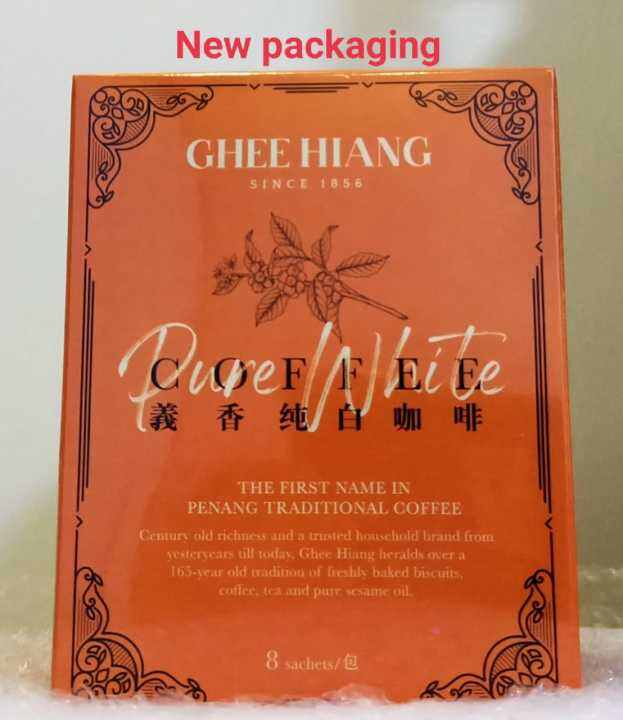 New packaging
GHEE HIANG
SINCE 1856
Pure White
COFFEE
義香纯白咖啡
THE FIRST NAME IN
PENANG TRADITIONAL COFFEE
Century old richness and a trusted household brand from
yesteryears till today, Ghee Hiang heralds over a
165-year old tradition of freshly baked biscuits,
coffee, tea and pure sesame oil.
8 sachets/包